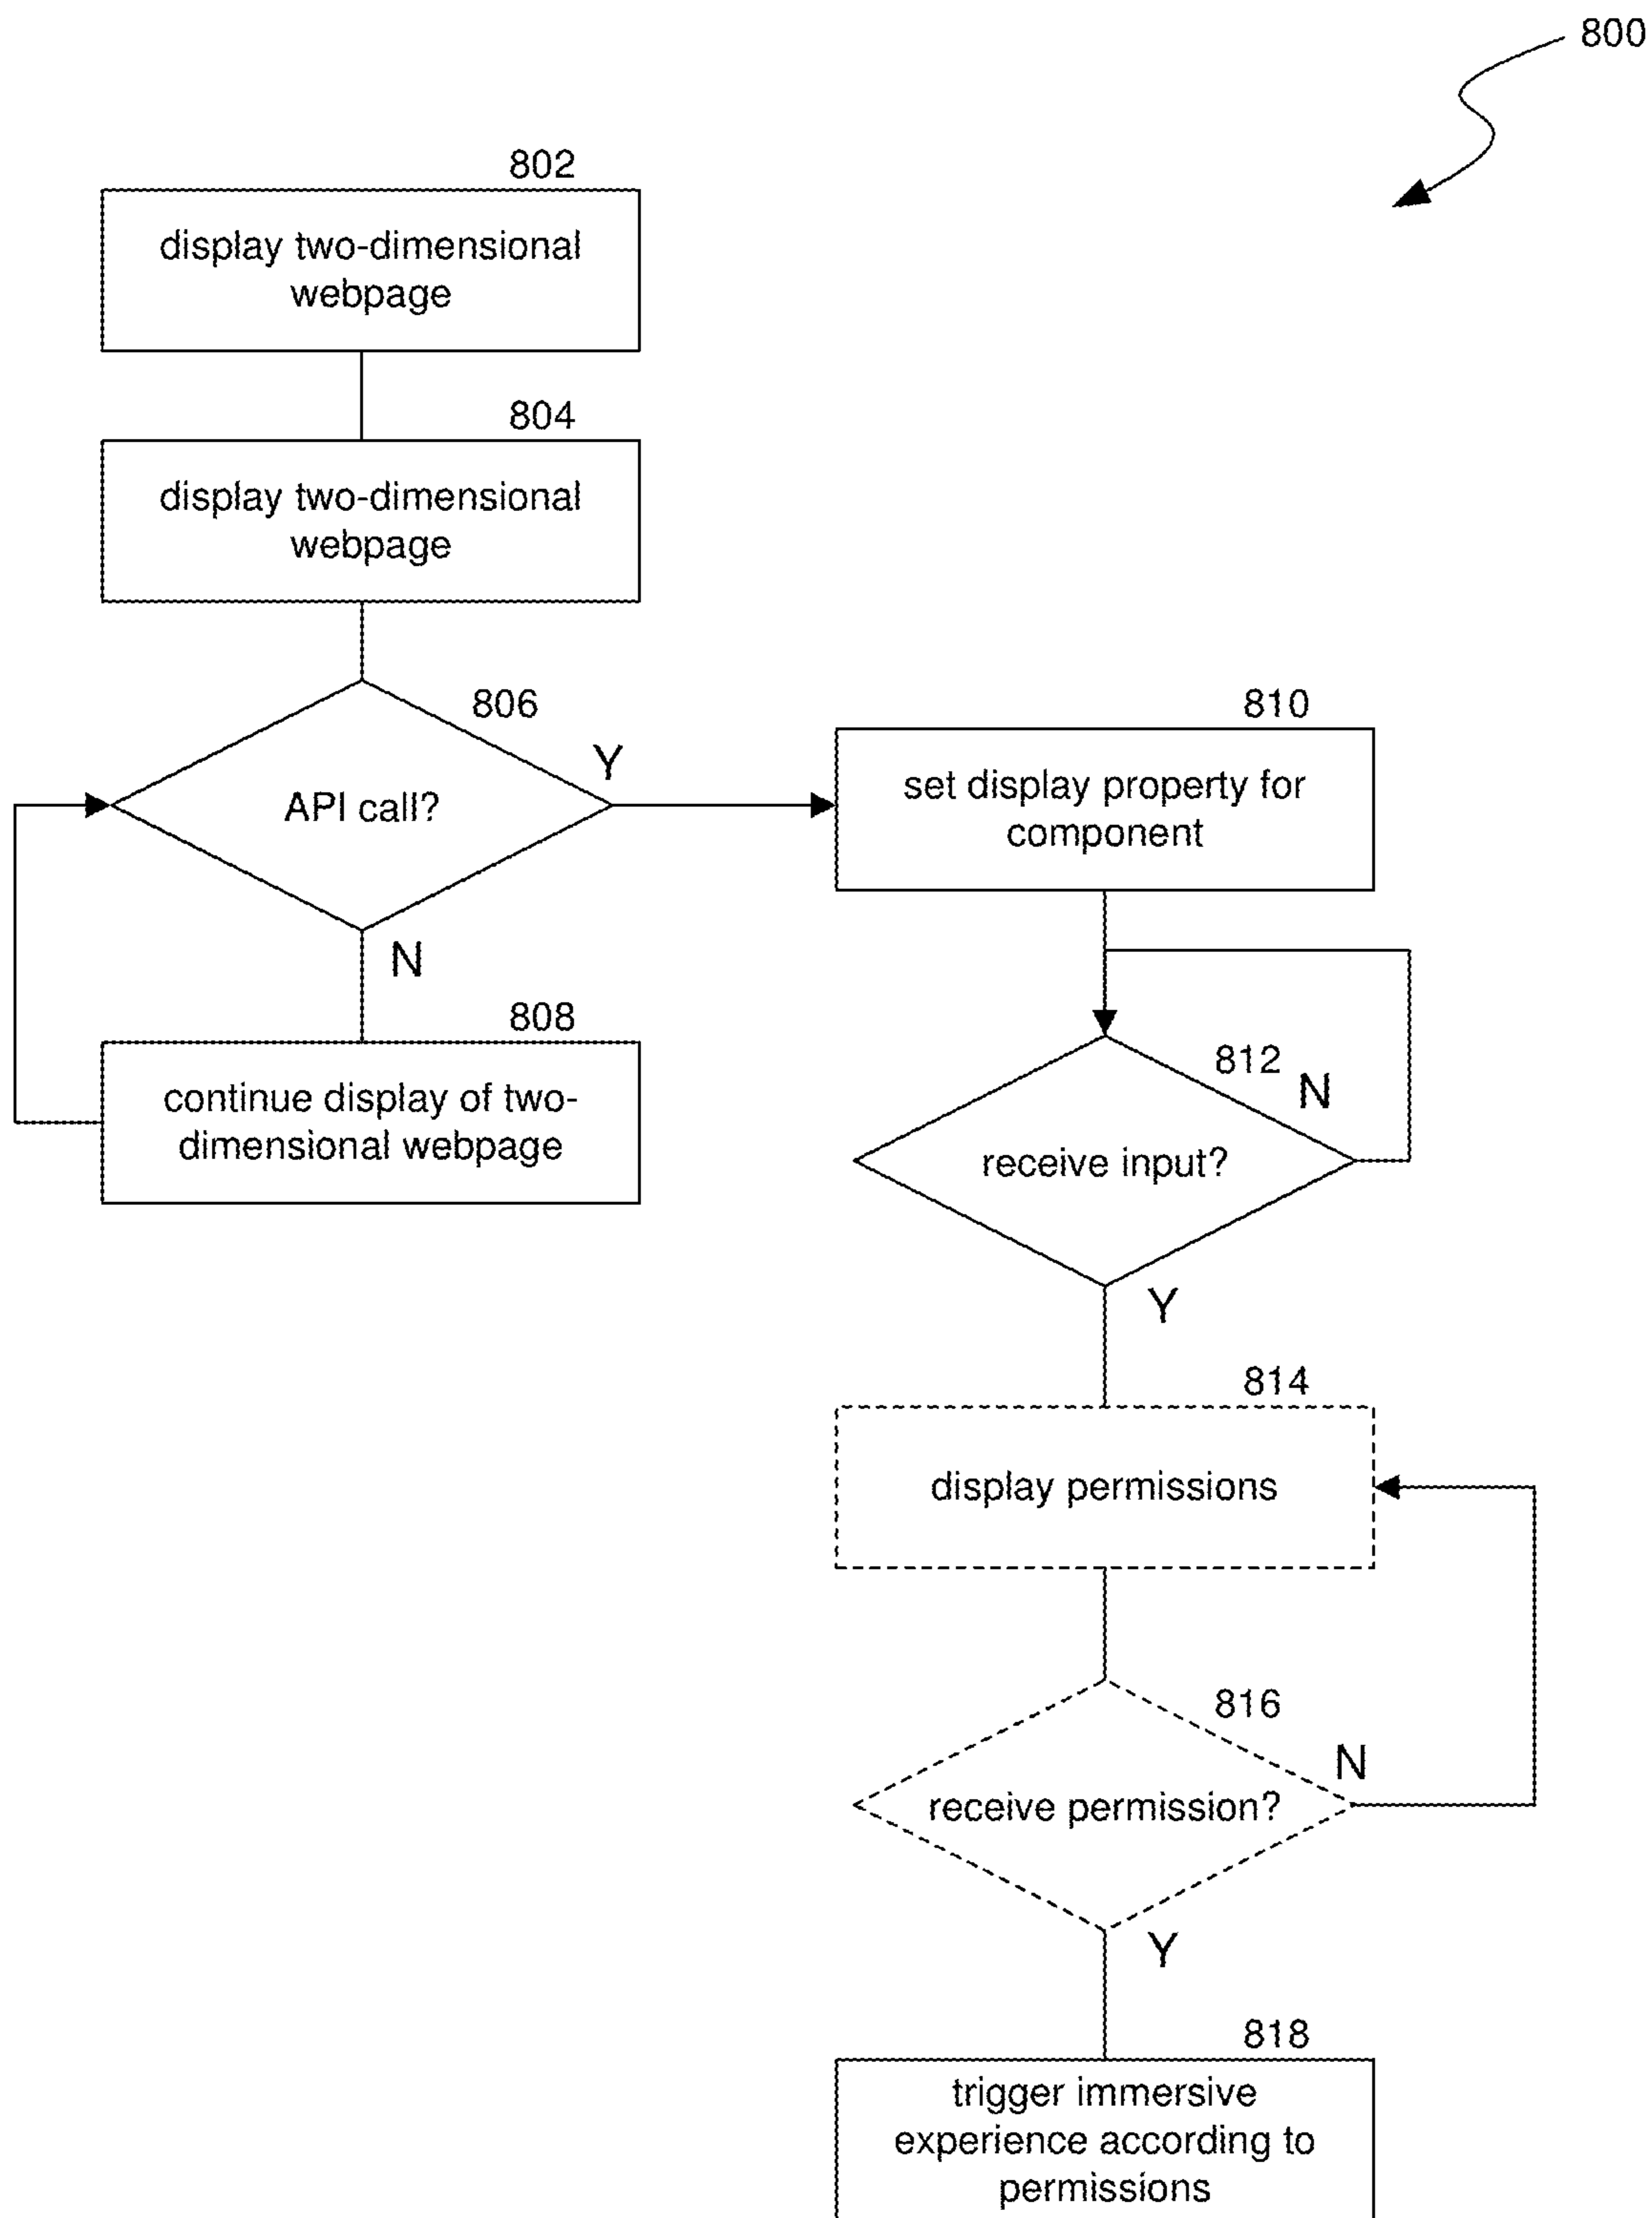 800
802
display two-dimensional
webpage
804
display two-dimensional
webpage
806
API call?
Y
N
808
continue display of two-
dimensional webpage
810
set display property for
component
812
receive input?
N
Y
814
display permissions
816
receive permission?
N
Y
818
trigger immersive
experience according to
permissions